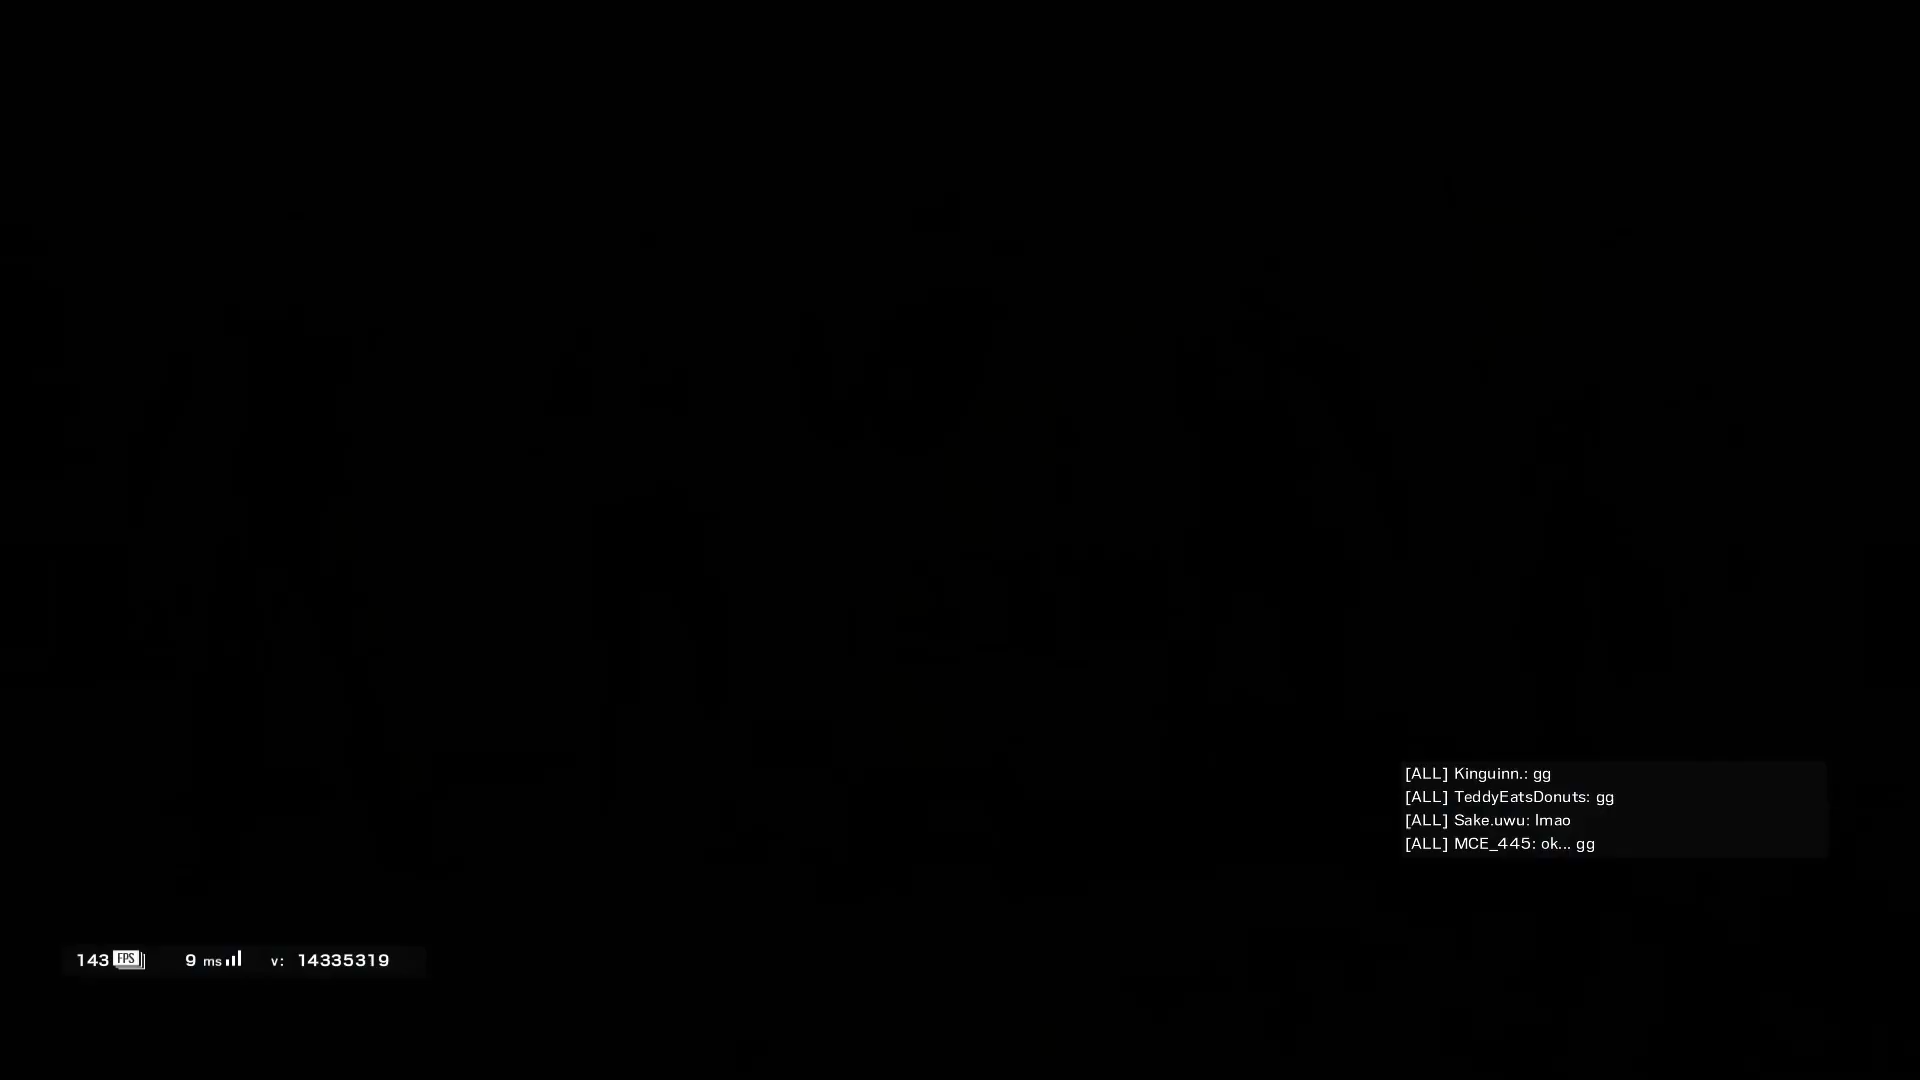 [ALL] Kinguinn.: gg
[ALL] TeddyEatsDonuts: gg
[ALL] Sake.uwu: lmao
[ALL] MCE_445: ok... gg
143 FPS 9 ms v: 14335319